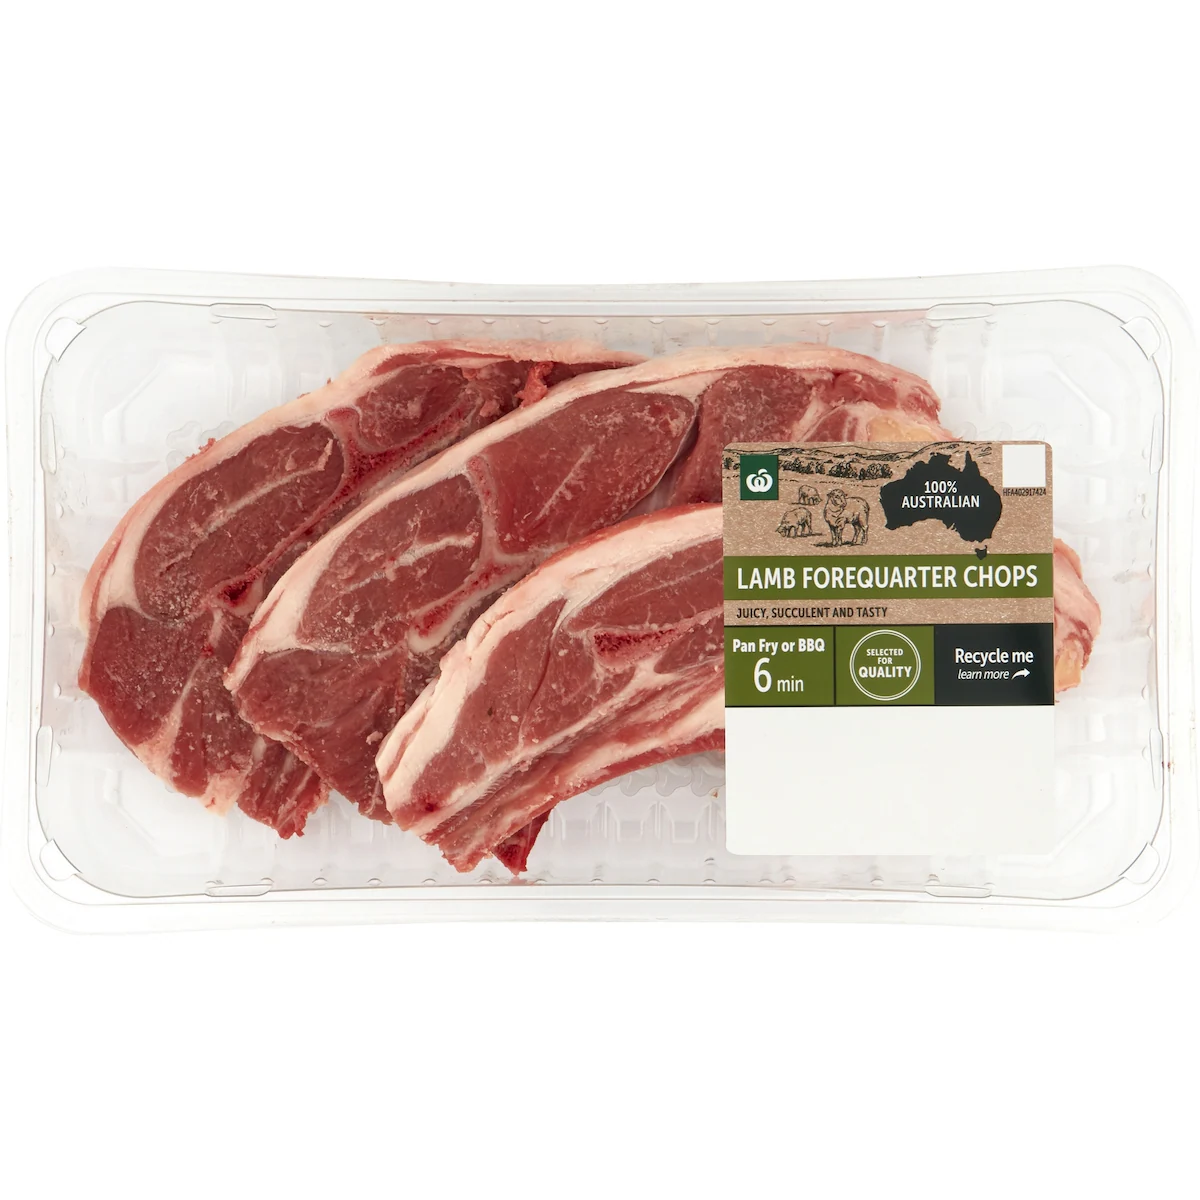 100%
AUSTRALIAN
HFA402917424
LAMB FOREQUARTER CHOPS
JUICY, SUCCULENT AND TASTY
Pan Fry or BBQ
6 min
SELECTED
FOR
QUALITY
Recycle me
learn more